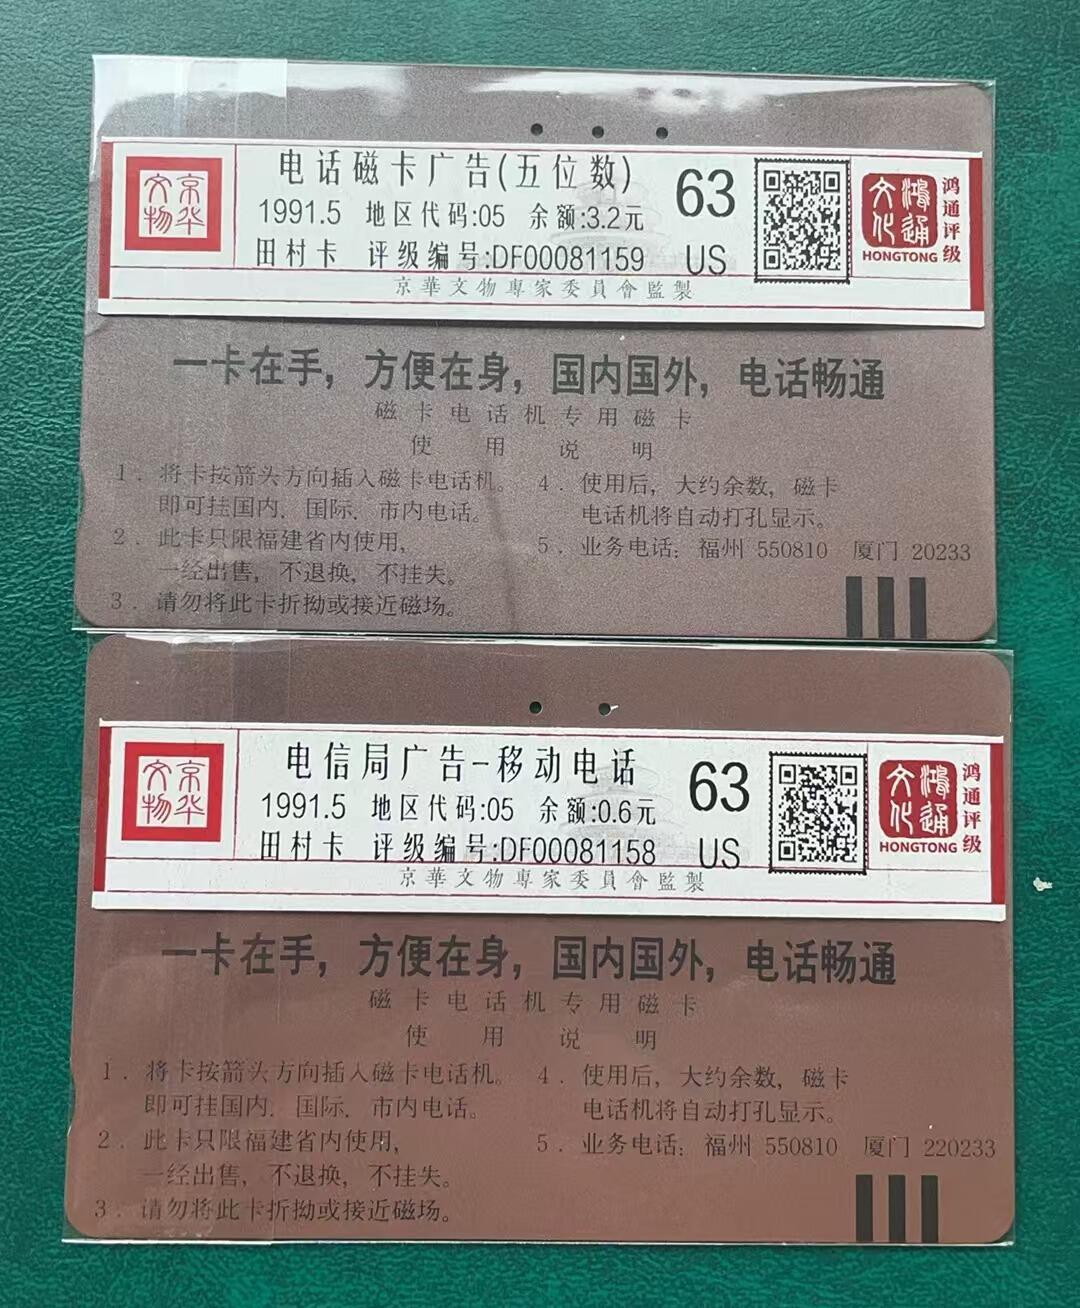 京华文物
电话磁卡广告(五位数)
1991.5 地区代码:05 余额:3.2元
田村卡 评级编号:DF00081159
63
US
京華文物專家委員會監製
鸿通文化
HONGTONG
鸿通评级
一卡在手，方便在身，国内国外，电话畅通
磁卡电话机专用磁卡
使用说明
1．将卡按箭头方向插入磁卡电话机。
即可挂国内．国际．市内电话。
2．此卡只限福建省内使用，
一经出售，不退换，不挂失。
3．请勿将此卡折拗或接近磁场。
4．使用后，大约余数，磁卡
电话机将自动打孔显示。
5．业务电话：福州 550810 厦门 20233
京华文物
电信局广告-移动电话
1991.5 地区代码:05 余额:0.6元
田村卡 评级编号:DF00081158
63
US
京華文物專家委員會監製
鸿通文化
HONGTONG
鸿通评级
一卡在手，方便在身，国内国外，电话畅通
磁卡电话机专用磁卡
使用说明
1．将卡按箭头方向插入磁卡电话机。
即可挂国内．国际．市内电话。
2．此卡只限福建省内使用，
一经出售，不退换，不挂失。
3．请勿将此卡折拗或接近磁场。
4．使用后，大约余数，磁卡
电话机将自动打孔显示。
5．业务电话：福州 550810 厦门 220233